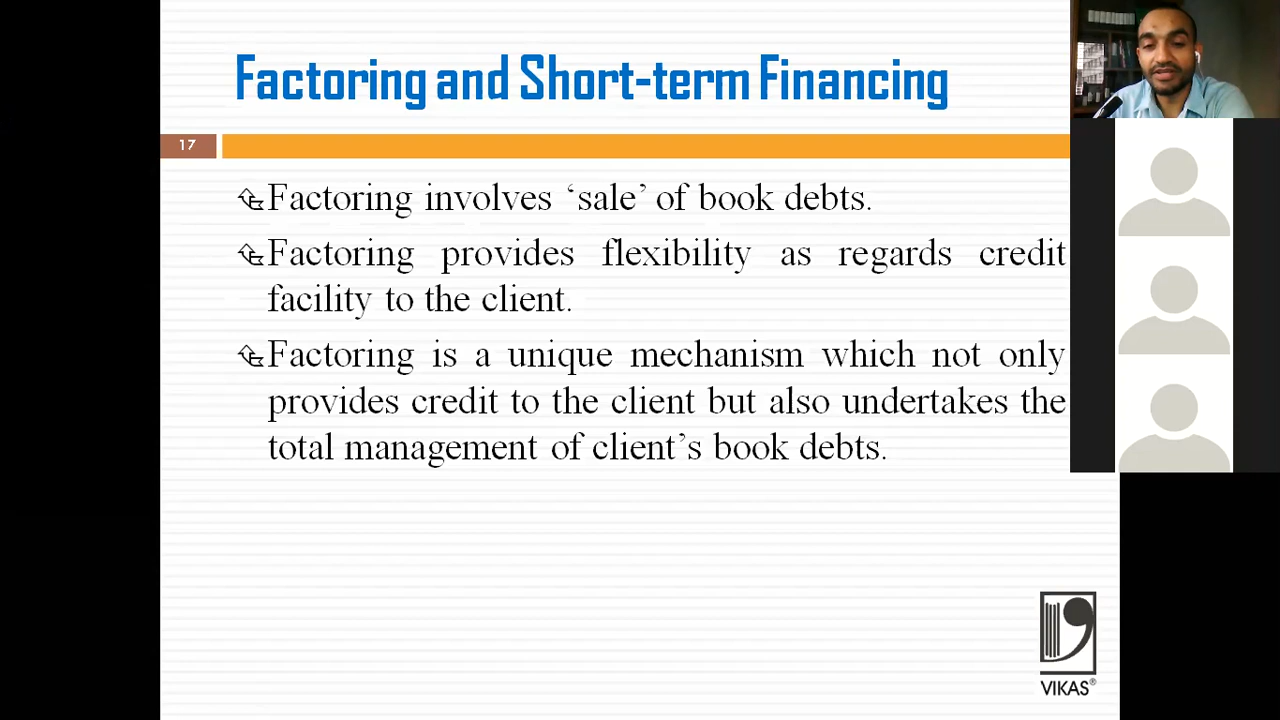 Factoring and Short-term Financing
17
Factoring involves ‘sale’ of book debts.
Factoring provides flexibility as regards credit
facility to the client.
Factoring is a unique mechanism which not only
provides credit to the client but also undertakes the
total management of client’s book debts.
VIKAS®